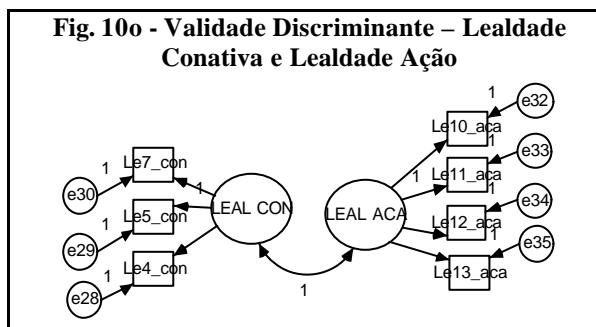 Fig. 10o - Validade Discriminante – Lealdade
Conativa e Lealdade Ação
1
e32
Le10_aca
1
e33
Le7_con
1
1
1
Le11_aca
1
e30
LEAL CON
LEAL ACA
e34
1
Le5_con
Le12_aca
1
e29
e35
1
Le4_con
Le13_aca
1
e28